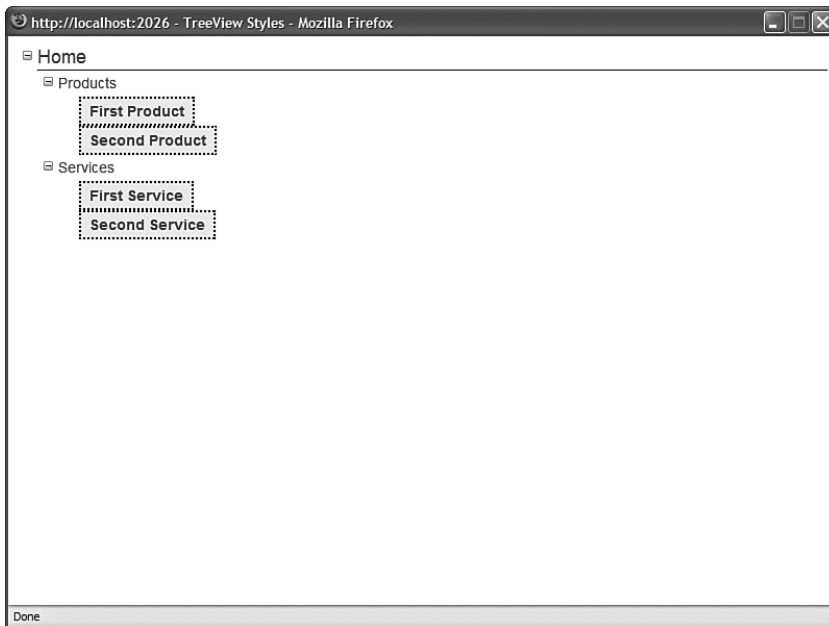 http://localhost:2026 - TreeView Styles - Mozilla Firefox
Home
Products
First Product
Second Product
Services
First Service
Second Service
Done